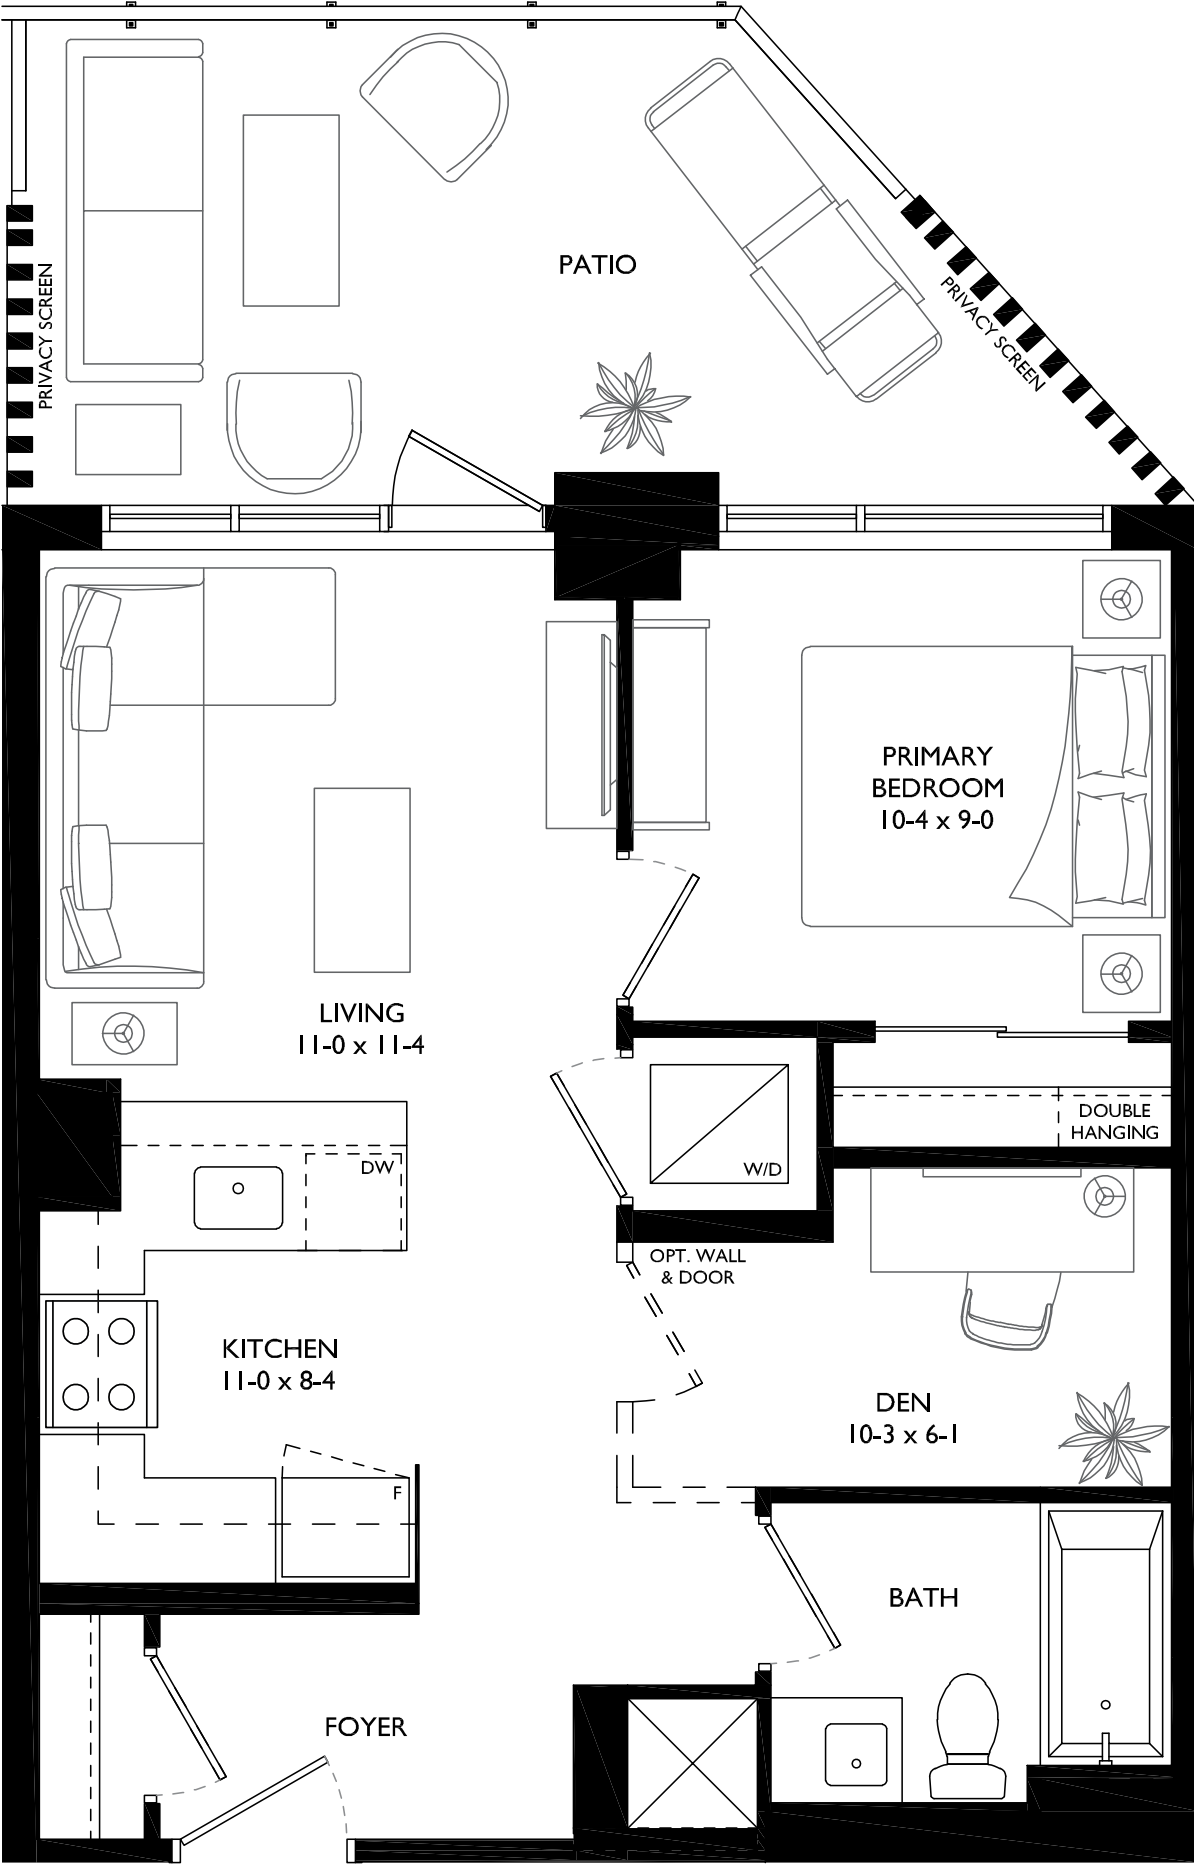 PATIO
PRIVACY SCREEN
PRIVACY SCREEN
PRIMARY
BEDROOM
10-4 x 9-0
LIVING
11-0 x 11-4
DOUBLE
HANGING
DW
W/D
OPT. WALL
& DOOR
KITCHEN
11-0 x 8-4
DEN
10-3 x 6-1
F
BATH
FOYER